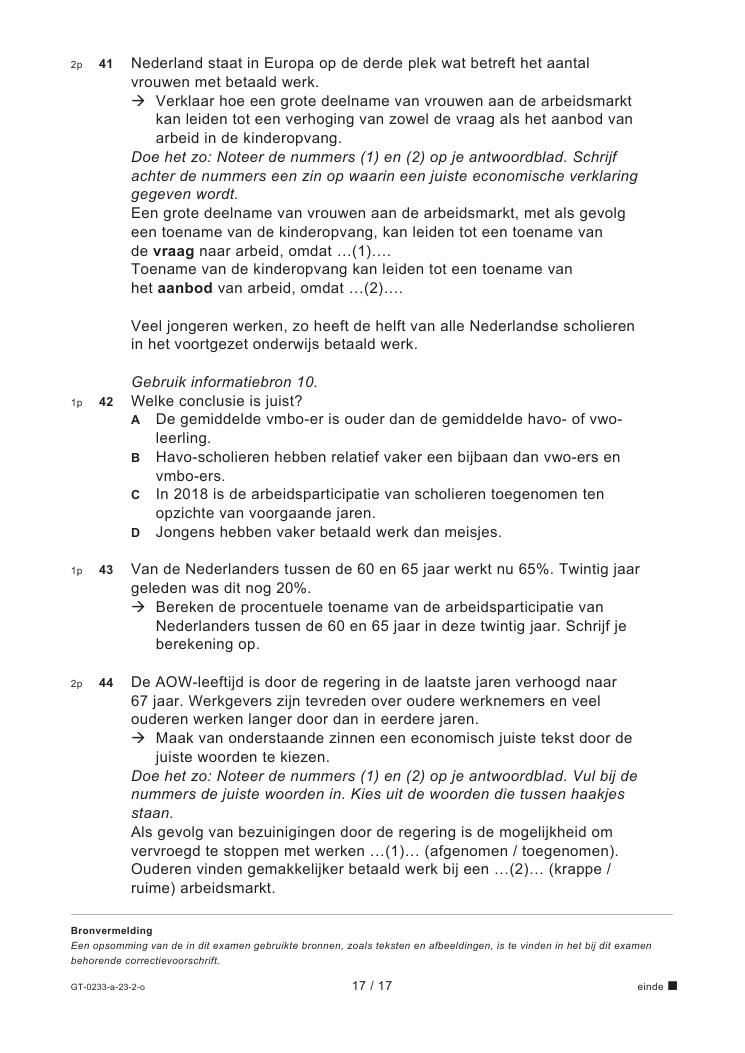 2p 41 Nederland staat in Europa op de derde plek wat betreft het aantal
vrouwen met betaald werk.
→ Verklaar hoe een grote deelname van vrouwen aan de arbeidsmarkt
kan leiden tot een verhoging van zowel de vraag als het aanbod van
arbeid in de kinderopvang.
Doe het zo: Noteer de nummers (1) en (2) op je antwoordblad. Schrijf
achter de nummers een zin op waarin een juiste economische verklaring
gegeven wordt.
Een grote deelname van vrouwen aan de arbeidsmarkt, met als gevolg
een toename van de kinderopvang, kan leiden tot een toename van
de vraag naar arbeid, omdat …(1)….
Toename van de kinderopvang kan leiden tot een toename van
het aanbod van arbeid, omdat …(2)….
Veel jongeren werken, zo heeft de helft van alle Nederlandse scholieren
in het voortgezet onderwijs betaald werk.
Gebruik informatiebron 10.
1p 42 Welke conclusie is juist?
A De gemiddelde vmbo-er is ouder dan de gemiddelde havo- of vwo-
leerling.
B Havo-scholieren hebben relatief vaker een bijbaan dan vwo-ers en
vmbo-ers.
C In 2018 is de arbeidsparticipatie van scholieren toegenomen ten
opzichte van voorgaande jaren.
D Jongens hebben vaker betaald werk dan meisjes.
1p 43 Van de Nederlanders tussen de 60 en 65 jaar werkt nu 65%. Twintig jaar
geleden was dit nog 20%.
→ Bereken de procentuele toename van de arbeidsparticipatie van
Nederlanders tussen de 60 en 65 jaar in deze twintig jaar. Schrijf je
berekening op.
2p 44 De AOW-leeftijd is door de regering in de laatste jaren verhoogd naar
67 jaar. Werkgevers zijn tevreden over oudere werknemers en veel
ouderen werken langer door dan in eerdere jaren.
→ Maak van onderstaande zinnen een economisch juiste tekst door de
juiste woorden te kiezen.
Doe het zo: Noteer de nummers (1) en (2) op je antwoordblad. Vul bij de
nummers de juiste woorden in. Kies uit de woorden die tussen haakjes
staan.
Als gevolg van bezuinigingen door de regering is de mogelijkheid om
vervroegd te stoppen met werken …(1)… (afgenomen / toegenomen).
Ouderen vinden gemakkelijker betaald werk bij een …(2)… (krappe /
ruime) arbeidsmarkt.
Bronvermelding
Een opsomming van de in dit examen gebruikte bronnen, zoals teksten en afbeeldingen, is te vinden in het bij dit examen
behorende correctievoorschrift.
GT-0233-a-23-2-o 17 / 17 einde ■